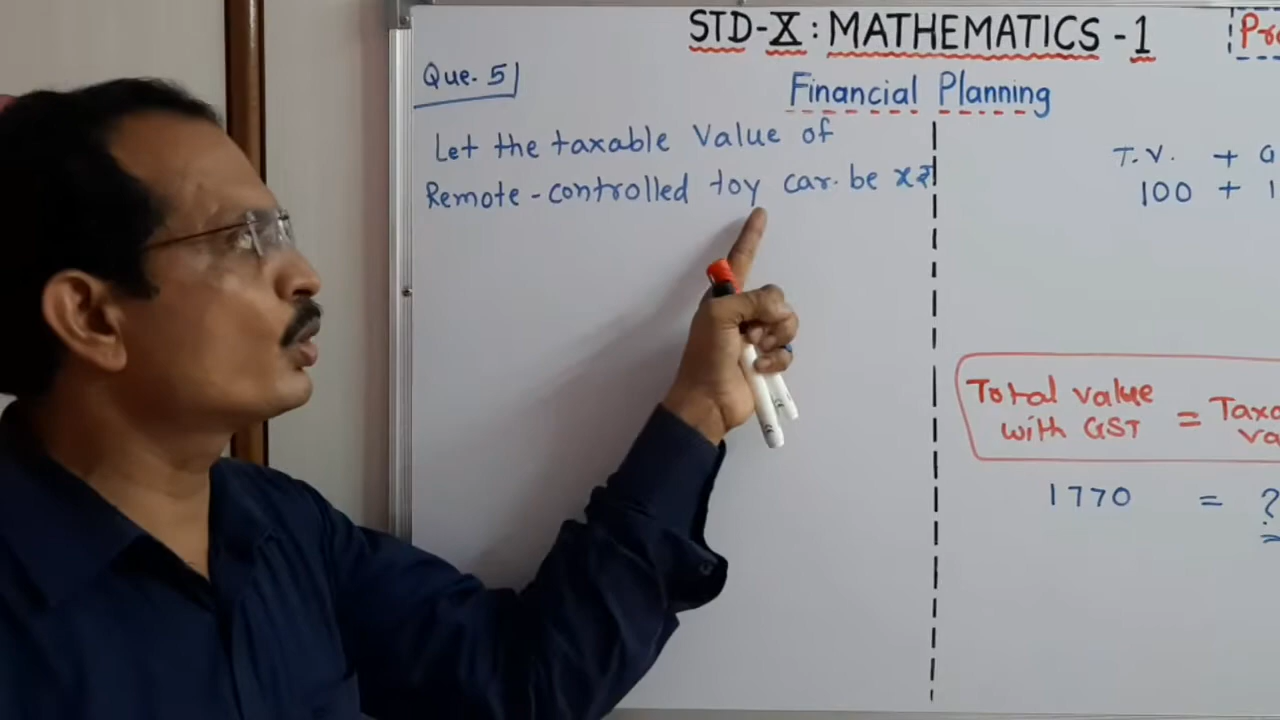 STD-X: MATHEMATICS - 1
Que. 5
Financial Planning
Let the taxable Value of
Remote-controlled toy car. be x₹
T.V. +
100 + 1
Total value
with GST =
1770 = ?